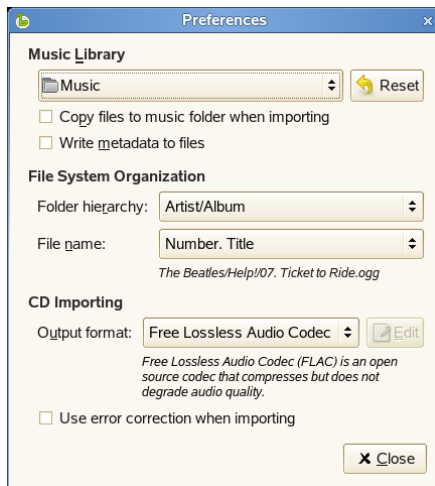 Preferences
Music Library
Music
Reset
Copy files to music folder when importing
Write metadata to files
File System Organization
Folder hierarchy: Artist/Album
File name: Number. Title
The Beatles/Help!/07. Ticket to Ride.ogg
CD Importing
Output format: Free Lossless Audio Codec Edit
Free Lossless Audio Codec (FLAC) is an open
source codec that compresses but does not
degrade audio quality.
Use error correction when importing
Close